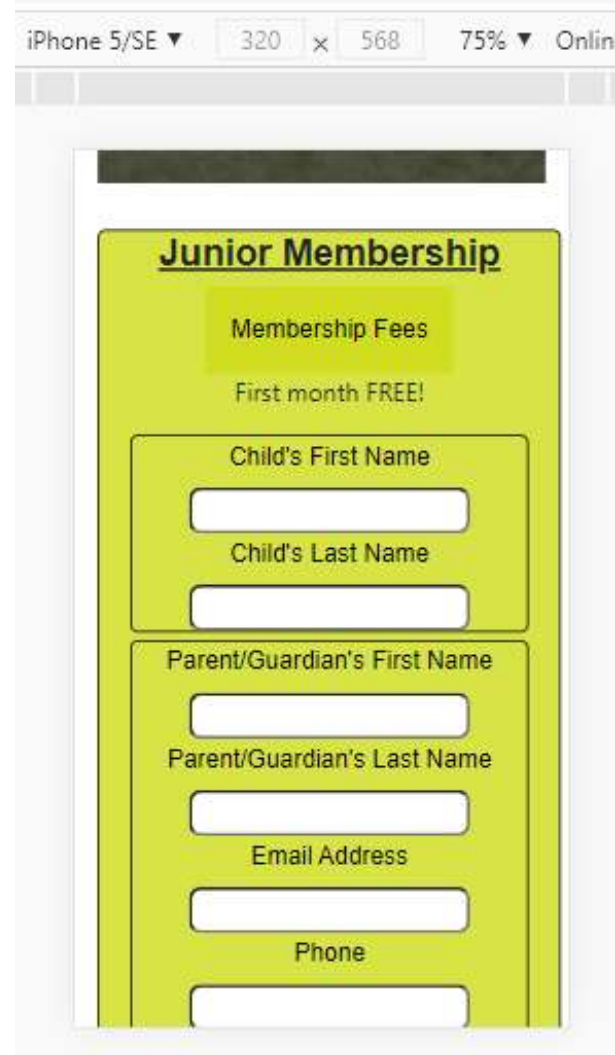 iPhone 5/SE ▼ 320 × 568 75% ▼ Onlin
Junior Membership
Membership Fees
First month FREE!
Child's First Name
Child's Last Name
Parent/Guardian's First Name
Parent/Guardian's Last Name
Email Address
Phone